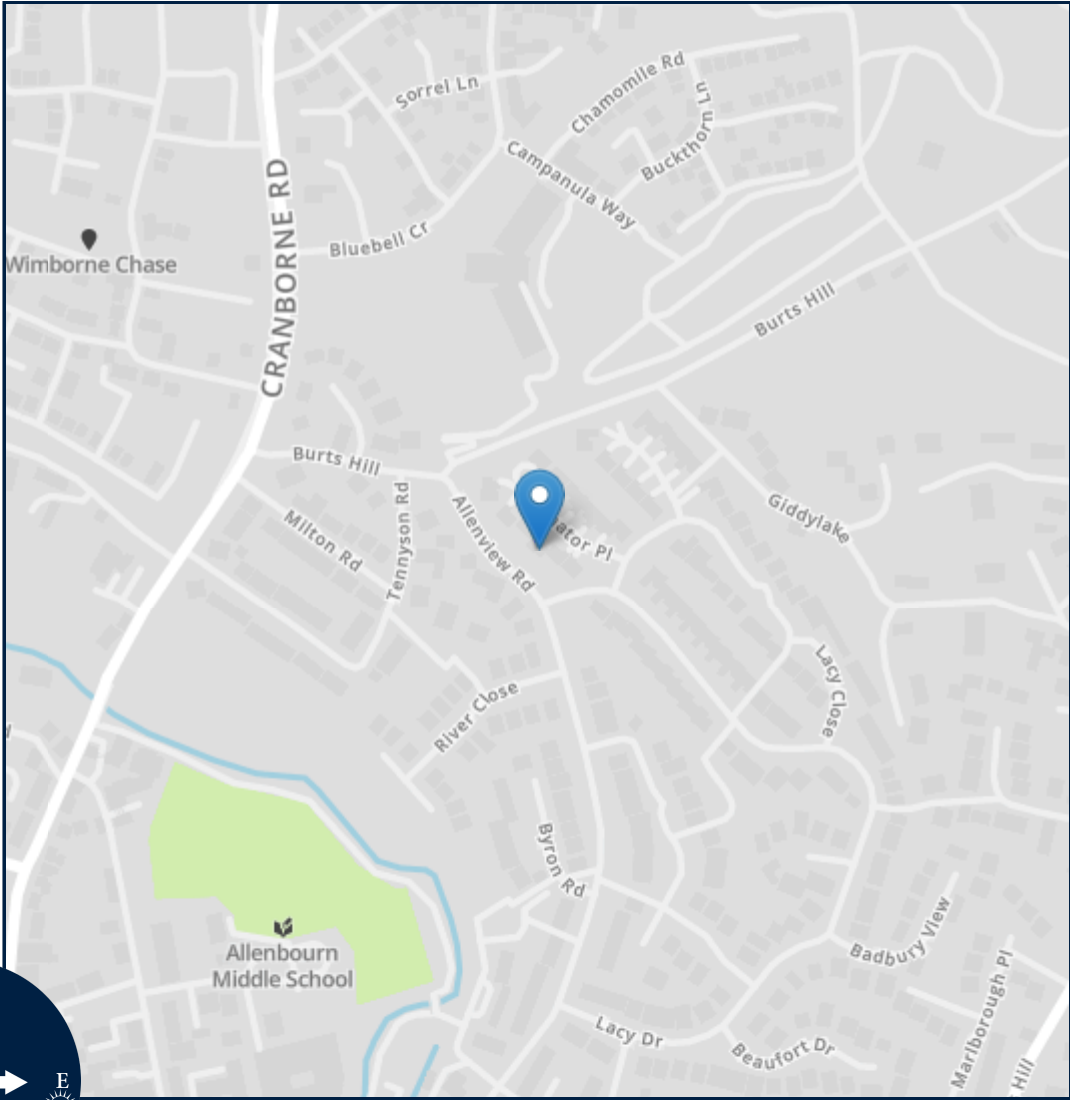 Sorrel Ln
Chamomile Rd
Buckthorn Ln
Campanula Way
CRANBORNE RD
Bluebell Cr
Wimborne Chase
Burts Hill
Burts Hill
Milton Rd
Tennyson Rd
Allenview Rd
ator Pl
Giddylake
Lacy Close
River Close
Byron Rd
Allenbourn
Middle School
Badbury View
Marlborough Pl
Lacy Dr
Beaufort Dr
Hill
E